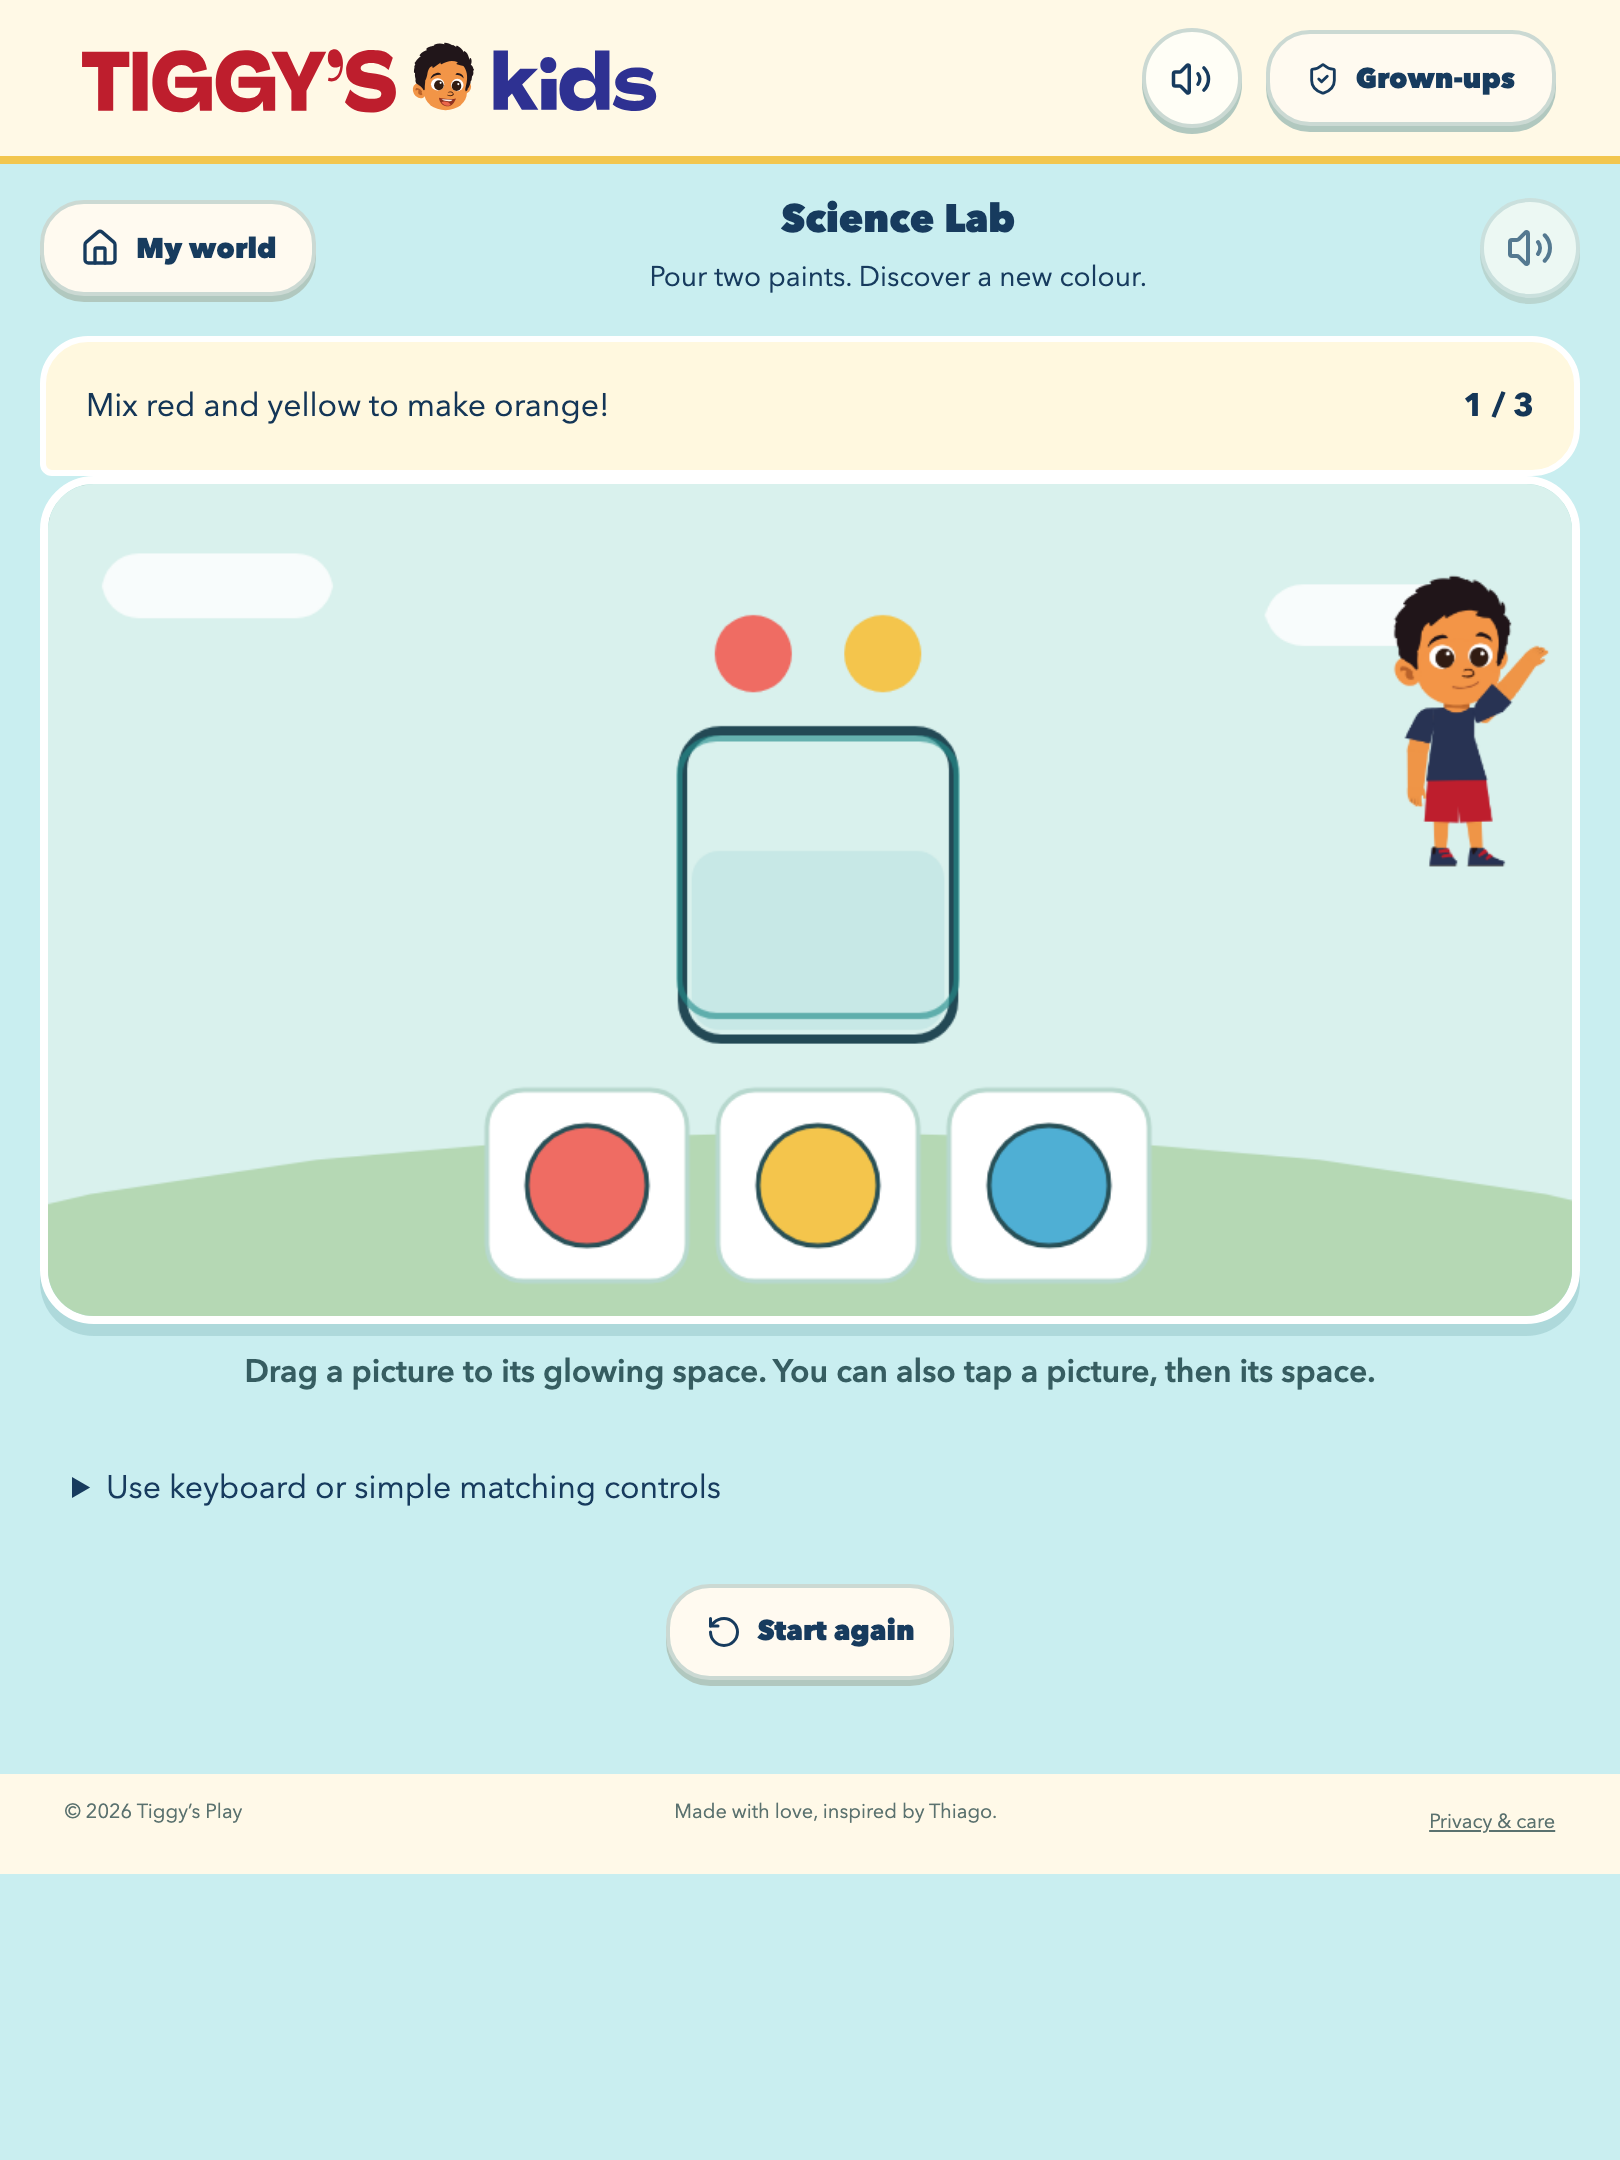 TIGGY'S kids
Grown-ups
My world
Science Lab
Pour two paints. Discover a new colour.
Mix red and yellow to make orange!
1 / 3
Drag a picture to its glowing space. You can also tap a picture, then its space.
Use keyboard or simple matching controls
Start again
© 2026 Tiggy’s Play
Made with love, inspired by Thiago.
Privacy & care